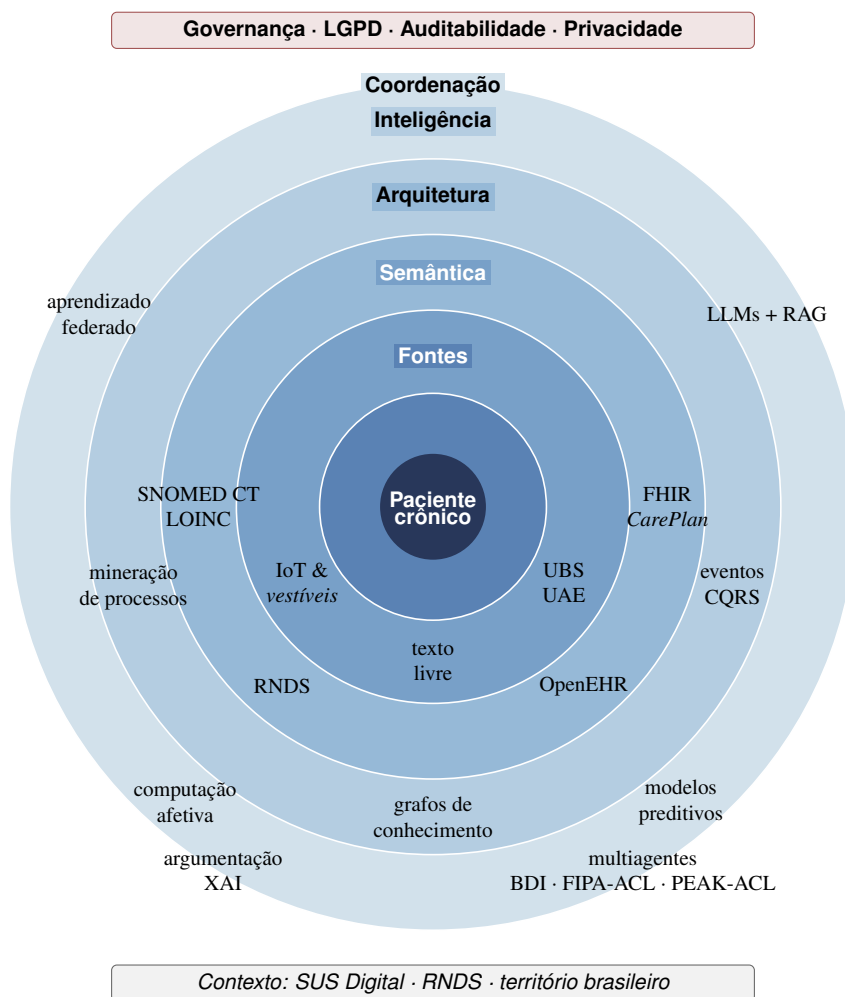 Governança · LGPD · Auditabilidade · Privacidade
Coordenação
Inteligência
Arquitetura
Semântica
aprendizado
federado
LLMs + RAG
Fontes
SNOMED CT
LOINC
Paciente
crônico
FHIR
CarePlan
mineração
de processos
IoT &
vestíveis
UBS
UAE
eventos
CQRS
texto
livre
RNDS
OpenEHR
computação
afetiva
grafos de
conhecimento
modelos
preditivos
argumentação
XAI
multiagentes
BDI · FIPA-ACL · PEAK-ACL
Contexto: SUS Digital · RNDS · território brasileiro